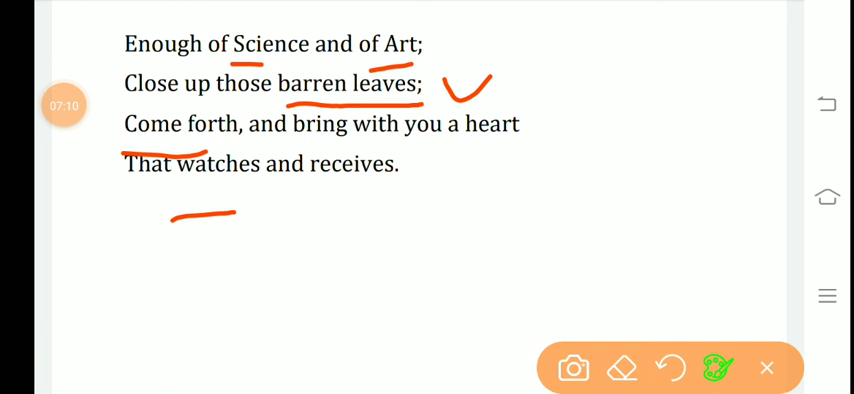 Enough of Science and of Art;
Close up those barren leaves;
07:10
Come forth, and bring with you a heart
That watches and receives.